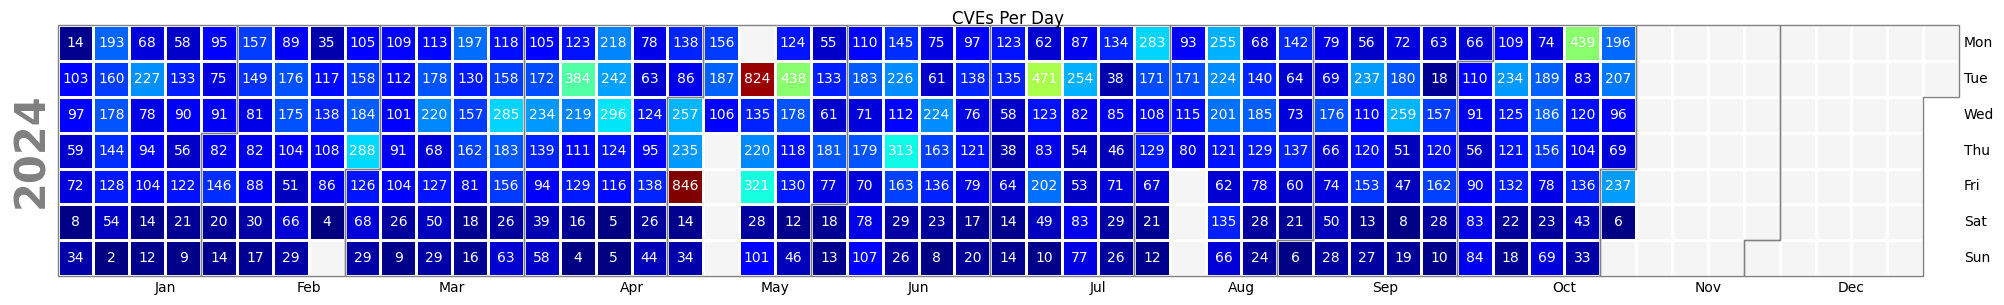 CVEs Per Day
2024
14 193 68 58 95 157 89 35 105 109 113 197 118 105 123 218 78 138 156 124 55 110 145 75 97 123 62 87 134 283 93 255 68 142 79 56 72 63 66 109 74 439 196 Mon
103 160 227 133 75 149 176 117 158 112 178 130 158 172 384 242 63 86 187 824 438 133 183 226 61 138 135 471 254 38 171 171 224 140 64 69 237 180 18 110 234 189 83 207 Tue
97 178 78 90 91 81 175 138 184 101 220 157 285 234 219 296 124 257 106 135 178 61 71 112 224 76 58 123 82 85 108 115 201 185 73 176 110 259 157 91 125 186 120 96 Wed
59 144 94 56 82 82 104 108 288 91 68 162 183 139 111 124 95 235 220 118 181 179 313 163 121 38 83 54 46 129 80 121 129 137 66 120 51 120 56 121 156 104 69 Thu
72 128 104 122 146 88 51 86 126 104 127 81 156 94 129 116 138 846 321 130 77 70 163 136 79 64 202 53 71 67 62 78 60 74 153 47 162 90 132 78 136 237 Fri
8 54 14 21 20 30 66 4 68 26 50 18 26 39 16 5 26 14 28 12 18 78 29 23 17 14 49 83 29 21 135 28 21 50 13 8 28 83 22 23 43 6 Sat
34 2 12 9 14 17 29 29 9 29 16 63 58 4 5 44 34 101 46 13 107 26 8 20 14 10 77 26 12 66 24 6 28 27 19 10 84 18 69 33 Sun
Jan Feb Mar Apr May Jun Jul Aug Sep Oct Nov Dec